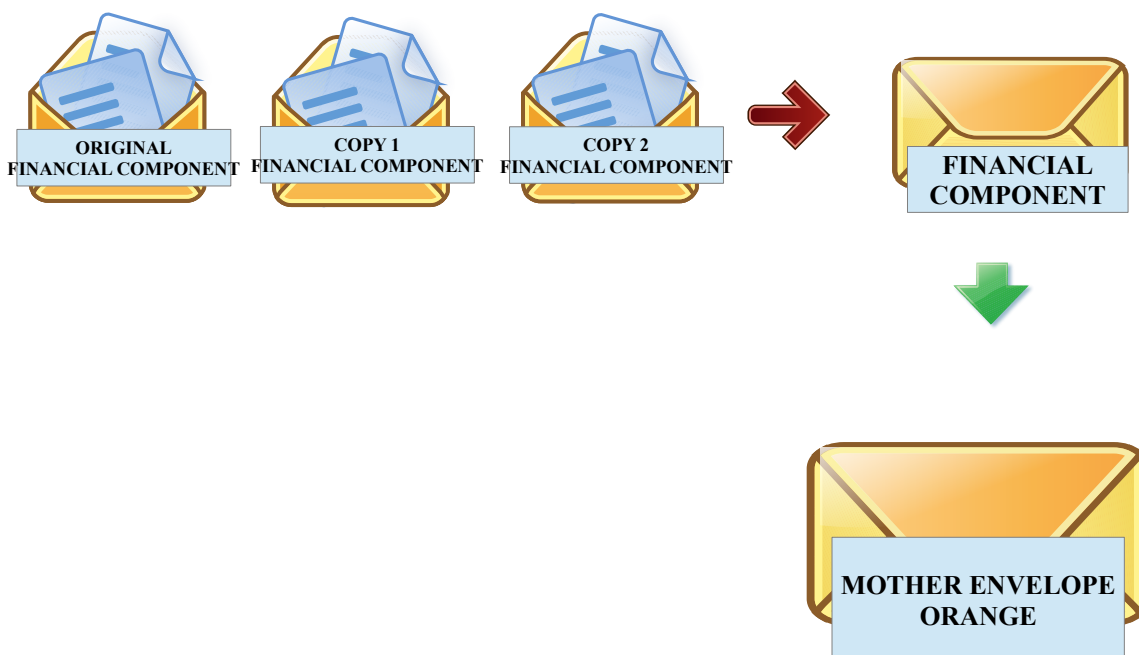 ORIGINAL
FINANCIAL COMPONENT
COPY 1
FINANCIAL COMPONENT
COPY 2
FINANCIAL COMPONENT
FINANCIAL
COMPONENT
MOTHER ENVELOPE
ORANGE